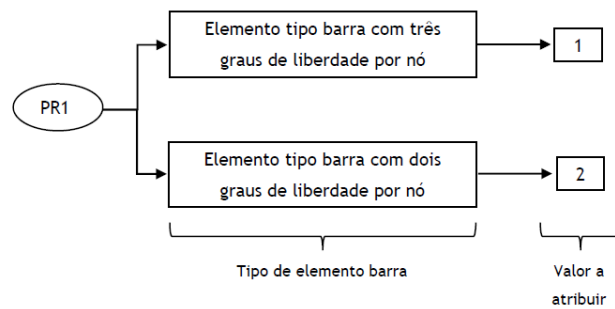 Elemento tipo barra com três
graus de liberdade por nó
1
PR1
Elemento tipo barra com dois
graus de liberdade por nó
2
Tipo de elemento barra
Valor a
atribuir